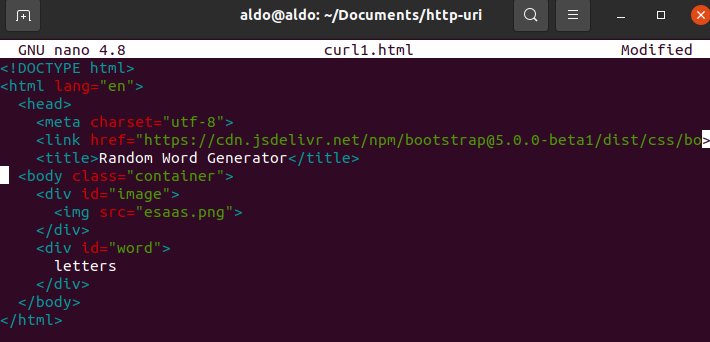 aldo@aldo: ~/Documents/http-uri
GNU nano 4.8 curl1.html Modified
<!DOCTYPE html>
<html lang="en">
  <head>
    <meta charset="utf-8">
    <link href="https://cdn.jsdelivr.net/npm/bootstrap@5.0.0-beta1/dist/css/bo>
    <title>Random Word Generator</title>
  <body class="container">
    <div id="image">
      <img src="esaas.png">
    </div>
    <div id="word">
      letters
    </div>
  </body>
</html>